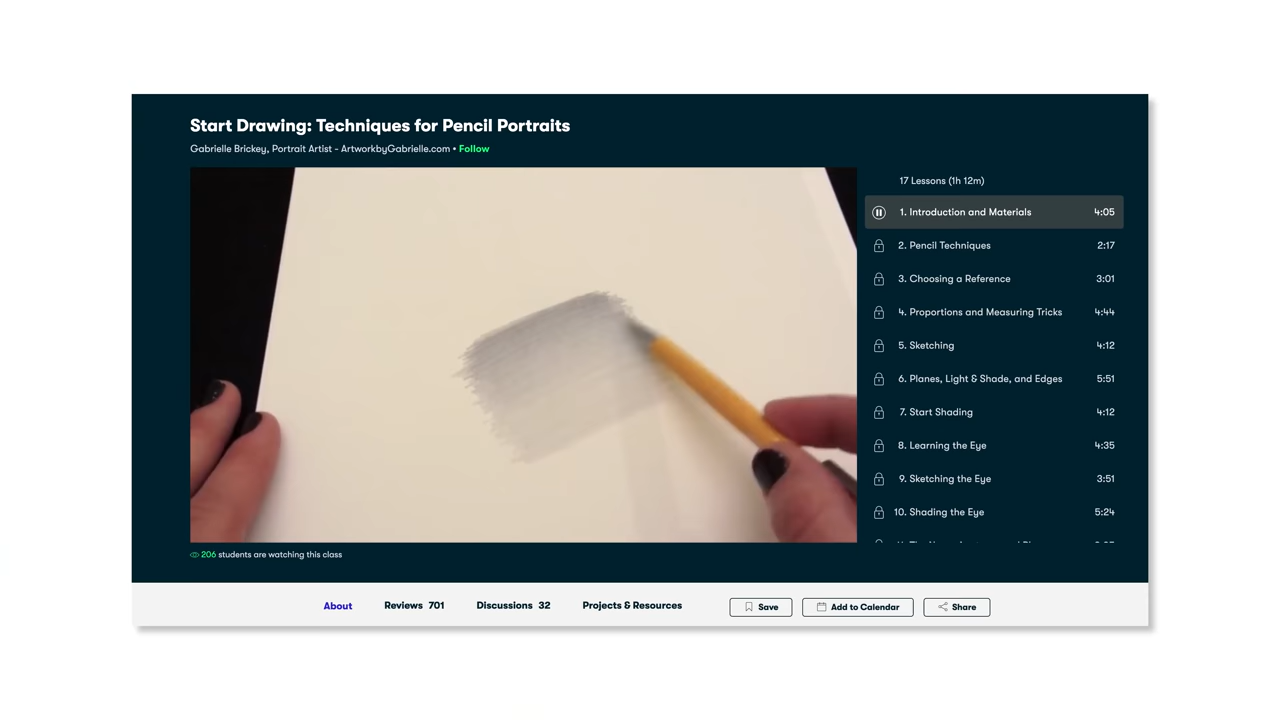 Start Drawing: Techniques for Pencil Portraits
Gabrielle Brickey, Portrait Artist - ArtworkbyGabrielle.com • Follow
17 Lessons (1h 12m)
1. Introduction and Materials 4:05
2. Pencil Techniques 2:17
3. Choosing a Reference 3:01
4. Proportions and Measuring Tricks 4:44
5. Sketching 4:12
6. Planes, Light & Shade, and Edges 5:51
7. Start Shading 4:12
8. Learning the Eye 4:35
9. Sketching the Eye 3:51
10. Shading the Eye 5:24
206 students are watching this class
About Reviews 701 Discussions 32 Projects & Resources Save Add to Calendar Share